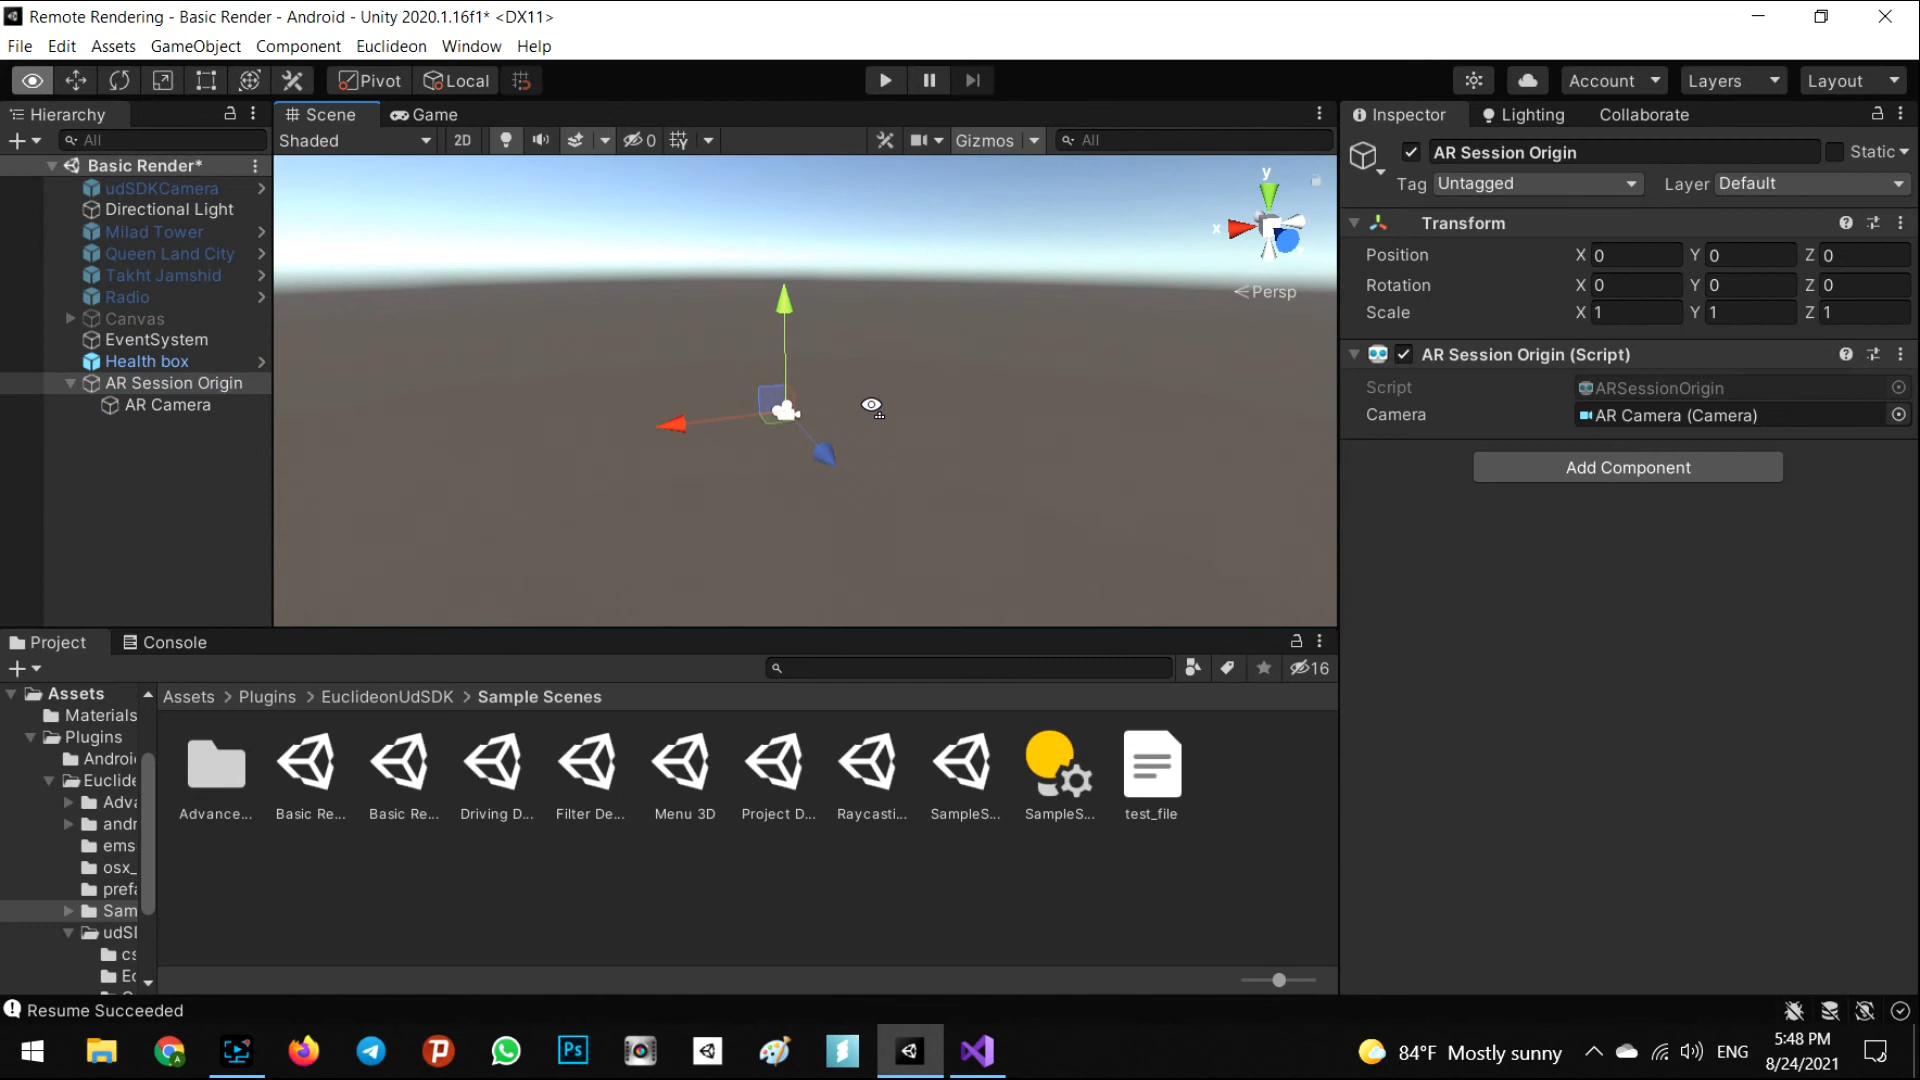 Remote Rendering - Basic Render - Android - Unity 2020.1.16f1* <DX11>
File Edit Assets GameObject Component Euclideon Window Help
Pivot Local Account Layers Layout
Hierarchy
All
Basic Render*
udSDKCamera
Directional Light
Milad Tower
Queen Land City
Takht Jamshid
Radio
Canvas
EventSystem
Health box
AR Session Origin
AR Camera
Scene Game
Shaded 2D 0 Gizmos All
y
x
Persp
Inspector Lighting Collaborate
AR Session Origin Static
Tag Untagged Layer Default
Transform
Position X 0 Y 0 Z 0
Rotation X 0 Y 0 Z 0
Scale X 1 Y 1 Z 1
AR Session Origin (Script)
Script ARSessionOrigin
Camera AR Camera (Camera)
Add Component
Project Console
16
Assets
Materials
Plugins
Androi
Euclide
Adva
andr
ems
osx_
prefa
Sam
udSI
cs
Ec
Assets > Plugins > EuclideonUdSDK > Sample Scenes
Advance... Basic Re... Basic Re... Driving D... Filter De... Menu 3D Project D... Raycasti... SampleS... SampleS... test_file
Resume Succeeded
Ps
84°F Mostly sunny
ENG
5:48 PM
8/24/2021